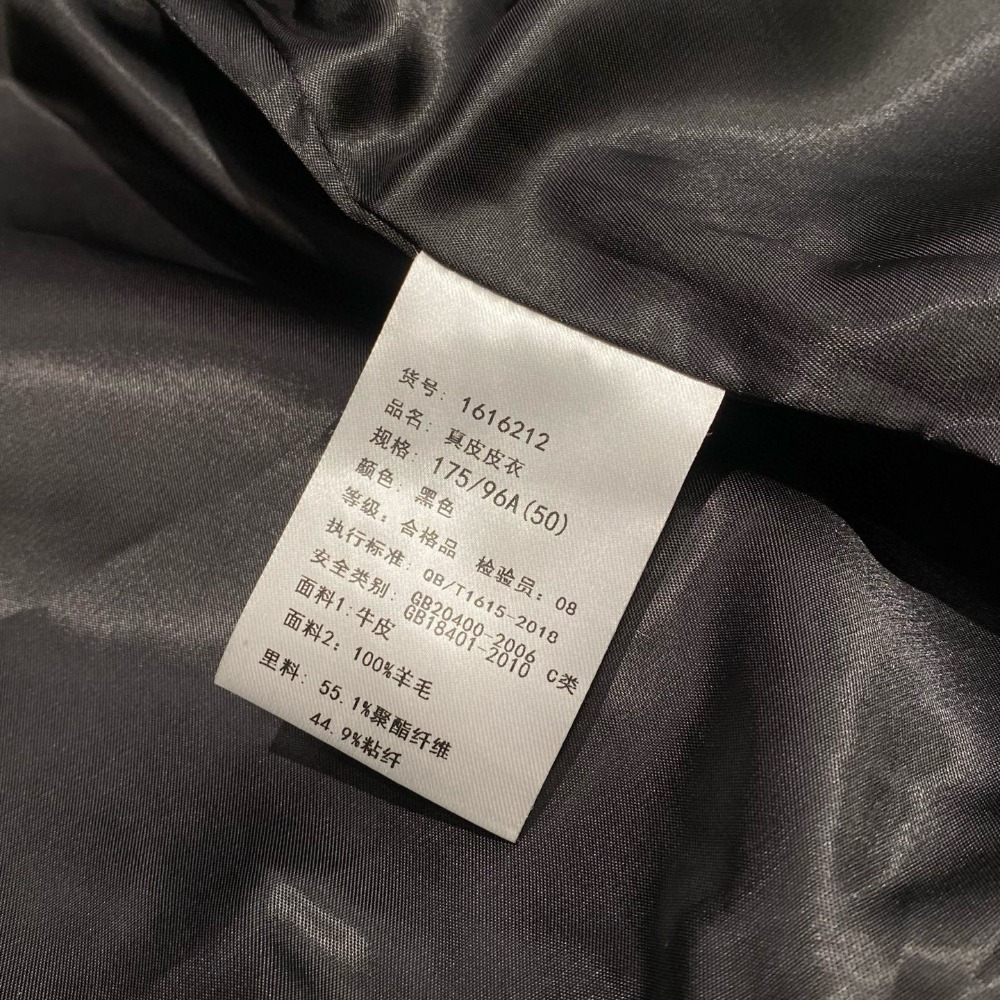 货号: 1616212
品名: 真皮皮衣
规格: 175/96A(50)
颜色: 黑色
等级: 合格品 检验员: 08
执行标准: QB/T1615-2018
安全类别: GB20400-2006
GB18401-2010 C类
面料1: 牛皮
面料2: 100%羊毛
里料: 55.1%聚酯纤维
44.9%粘纤